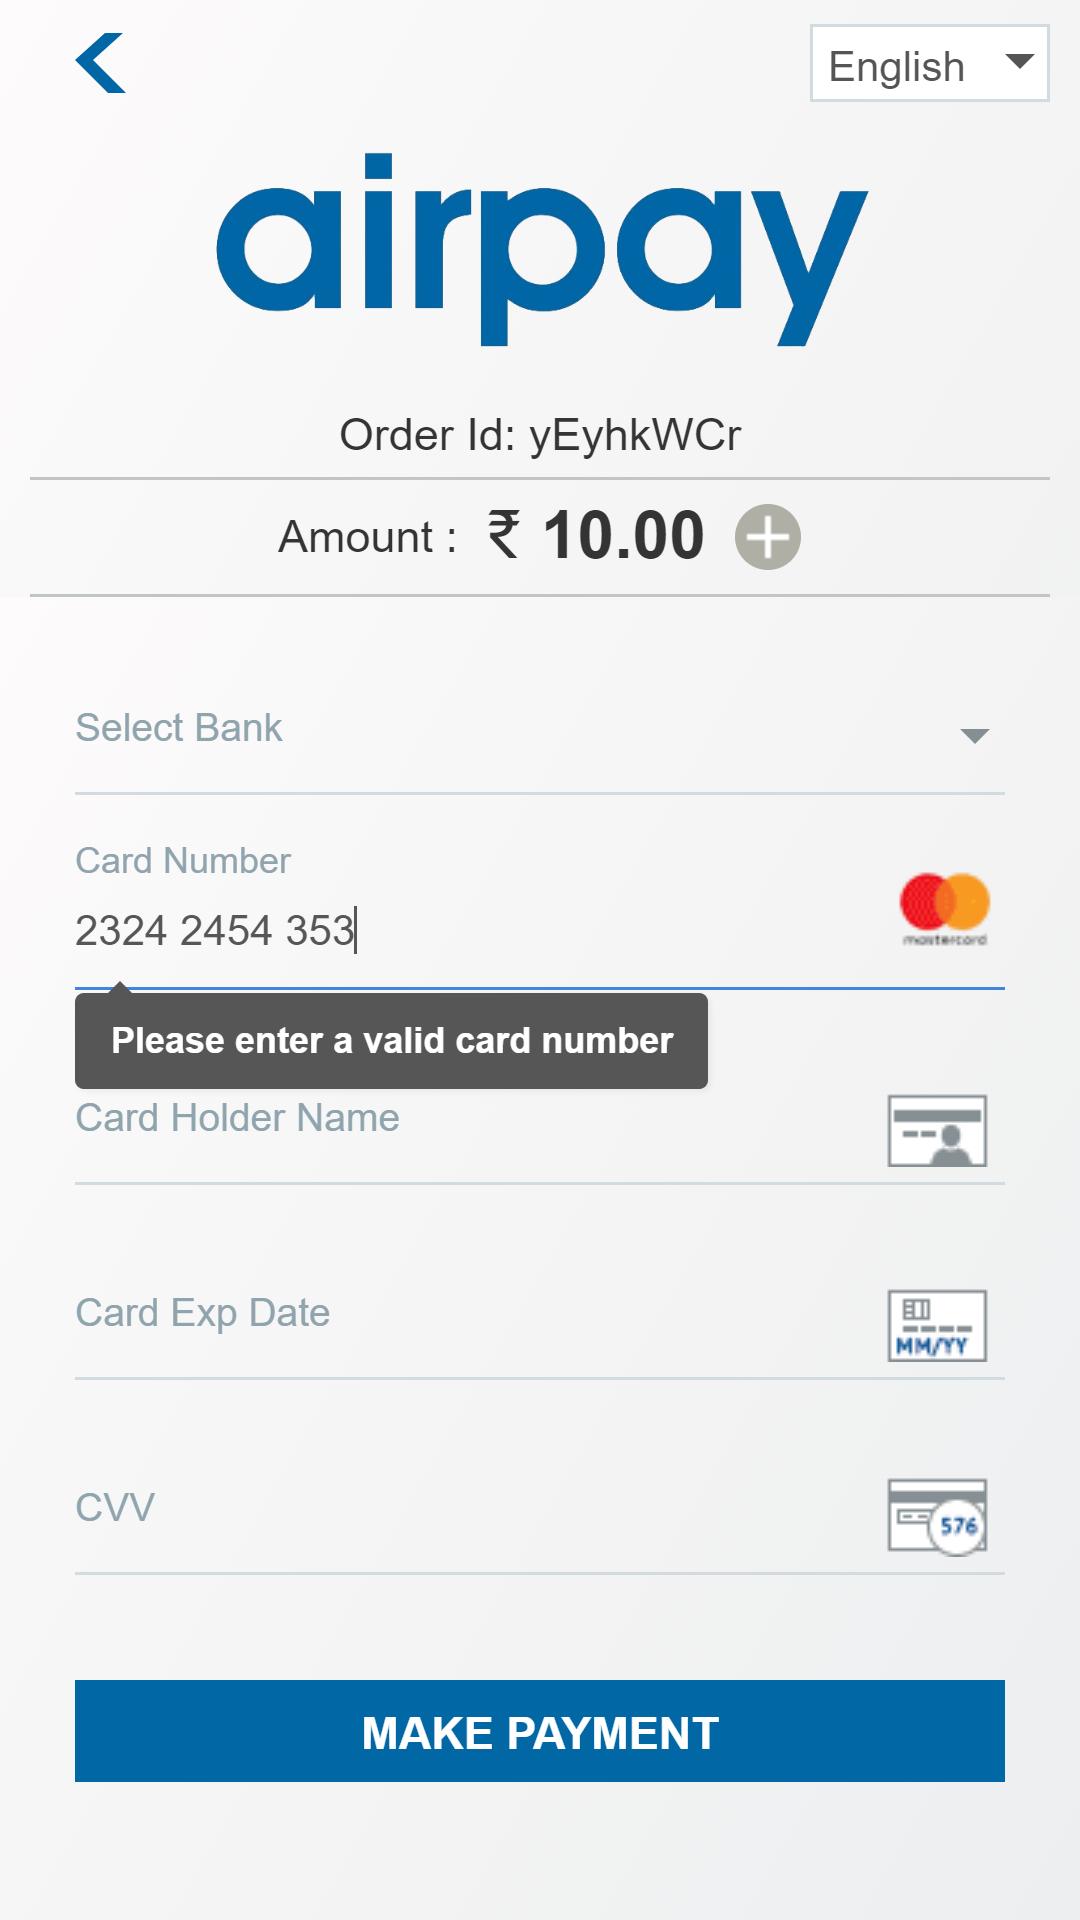 English
airpay
Order Id: yEyhkWCr
Amount : ₹ 10.00
Select Bank
Card Number
2324 2454 353
mastercard
Please enter a valid card number
Card Holder Name
Card Exp Date
MM/YY
CVV
576
MAKE PAYMENT